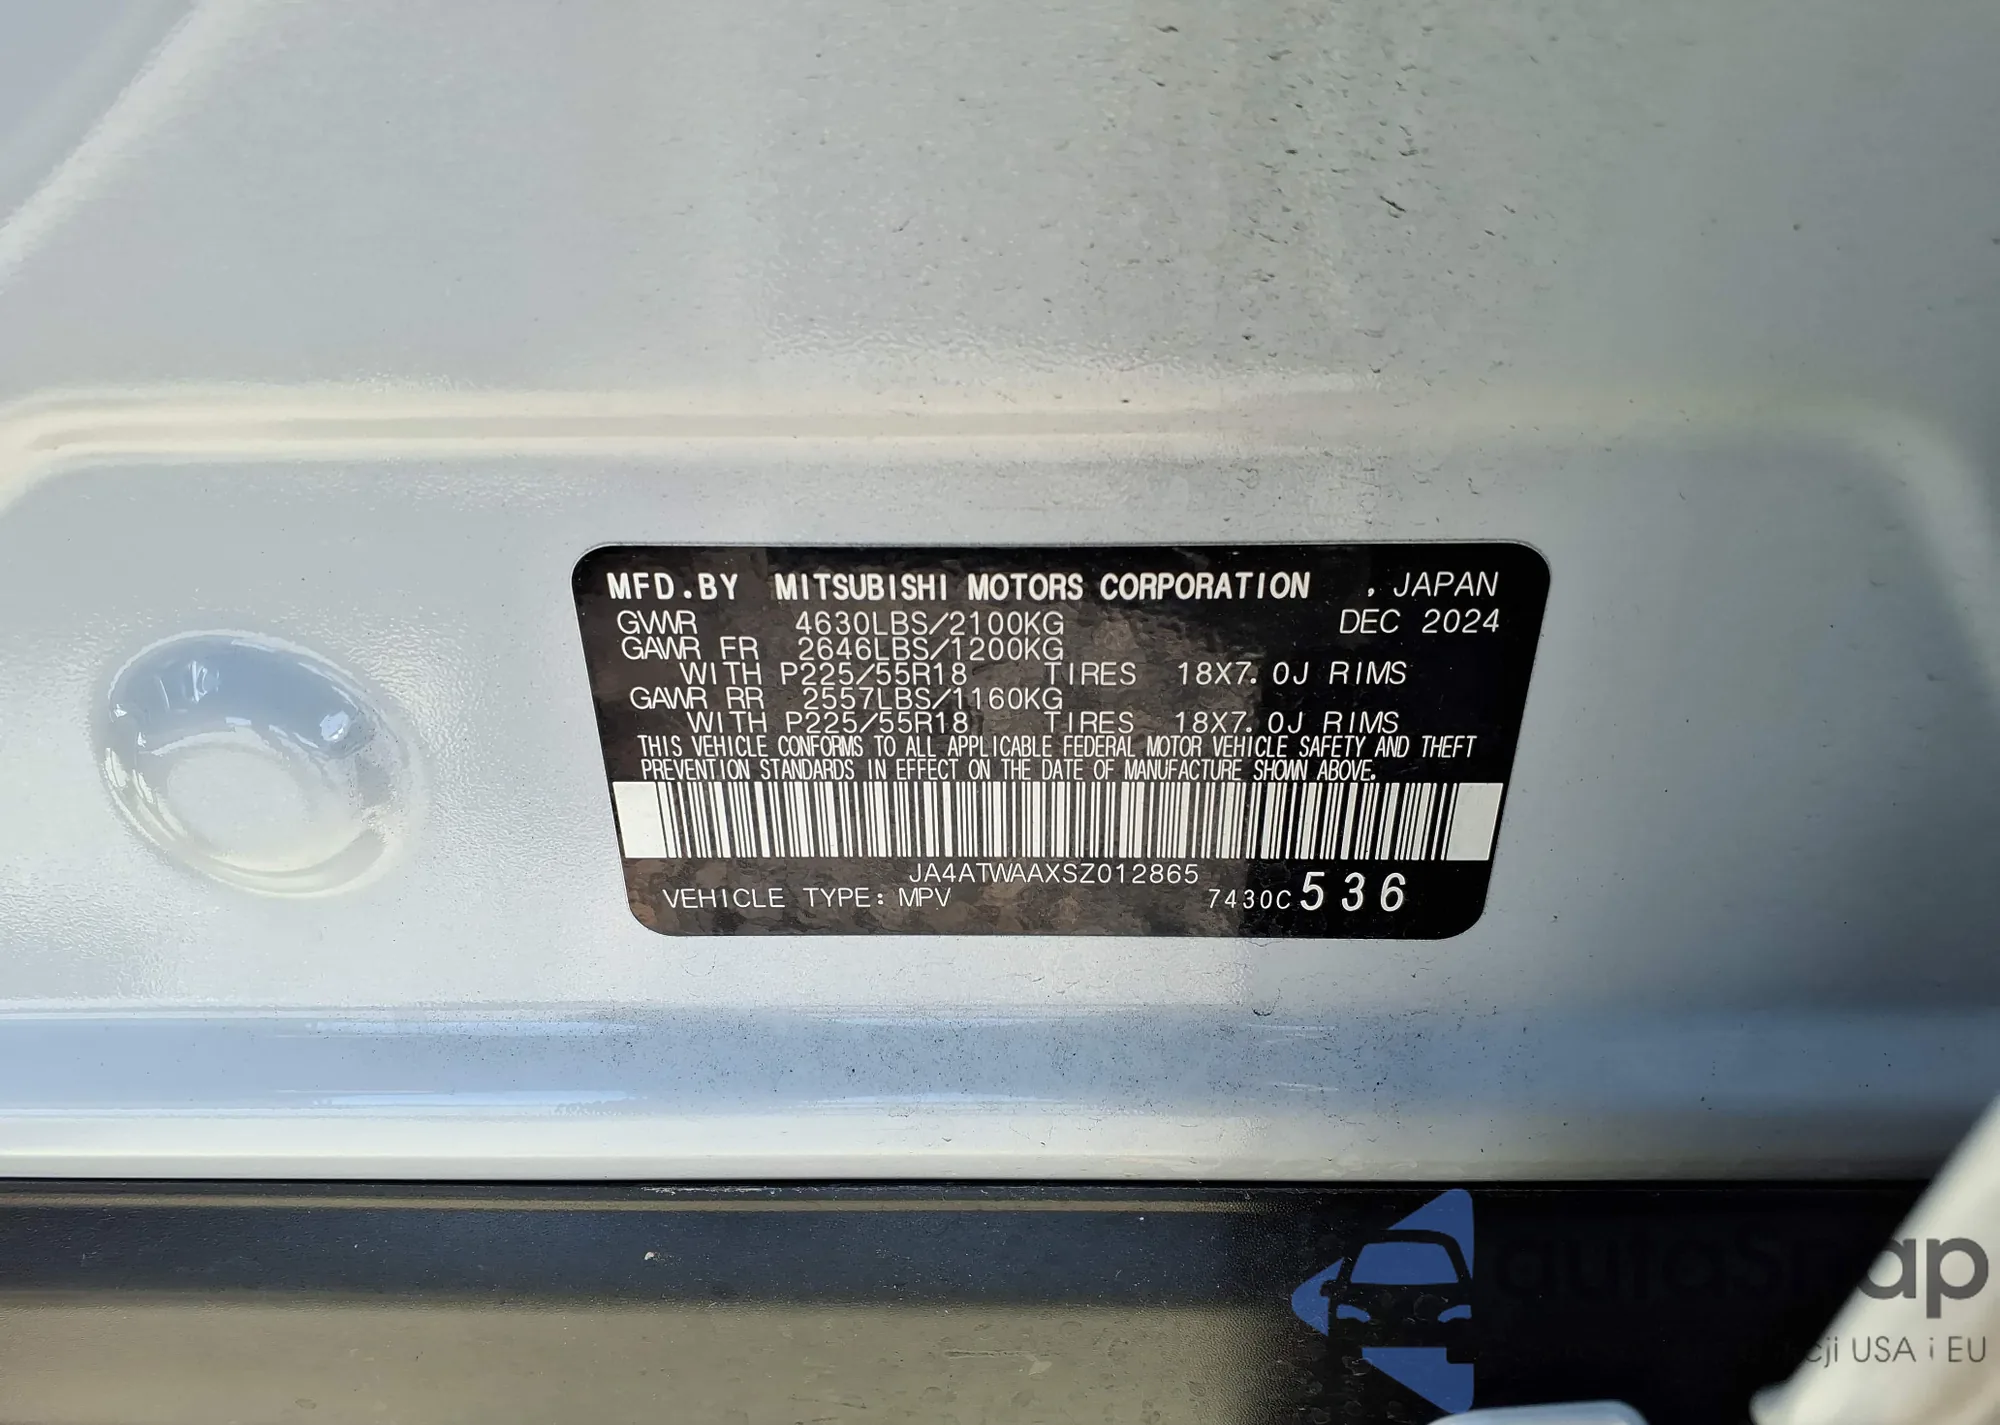 MFD.BY MITSUBISHI MOTORS CORPORATION , JAPAN
GVWR 4630LBS/2100KG DEC 2024
GAWR FR 2646LBS/1200KG
WITH P225/55R18 TIRES 18X7.0J RIMS
GAWR RR 2557LBS/1160KG
WITH P225/55R18 TIRES 18X7.0J RIMS
THIS VEHICLE CONFORMS TO ALL APPLICABLE FEDERAL MOTOR VEHICLE SAFETY AND THEFT
PREVENTION STANDARDS IN EFFECT ON THE DATE OF MANUFACTURE SHOWN ABOVE.
JA4ATWAAXSZ012865
VEHICLE TYPE: MPV 7430C 536
USA i EU